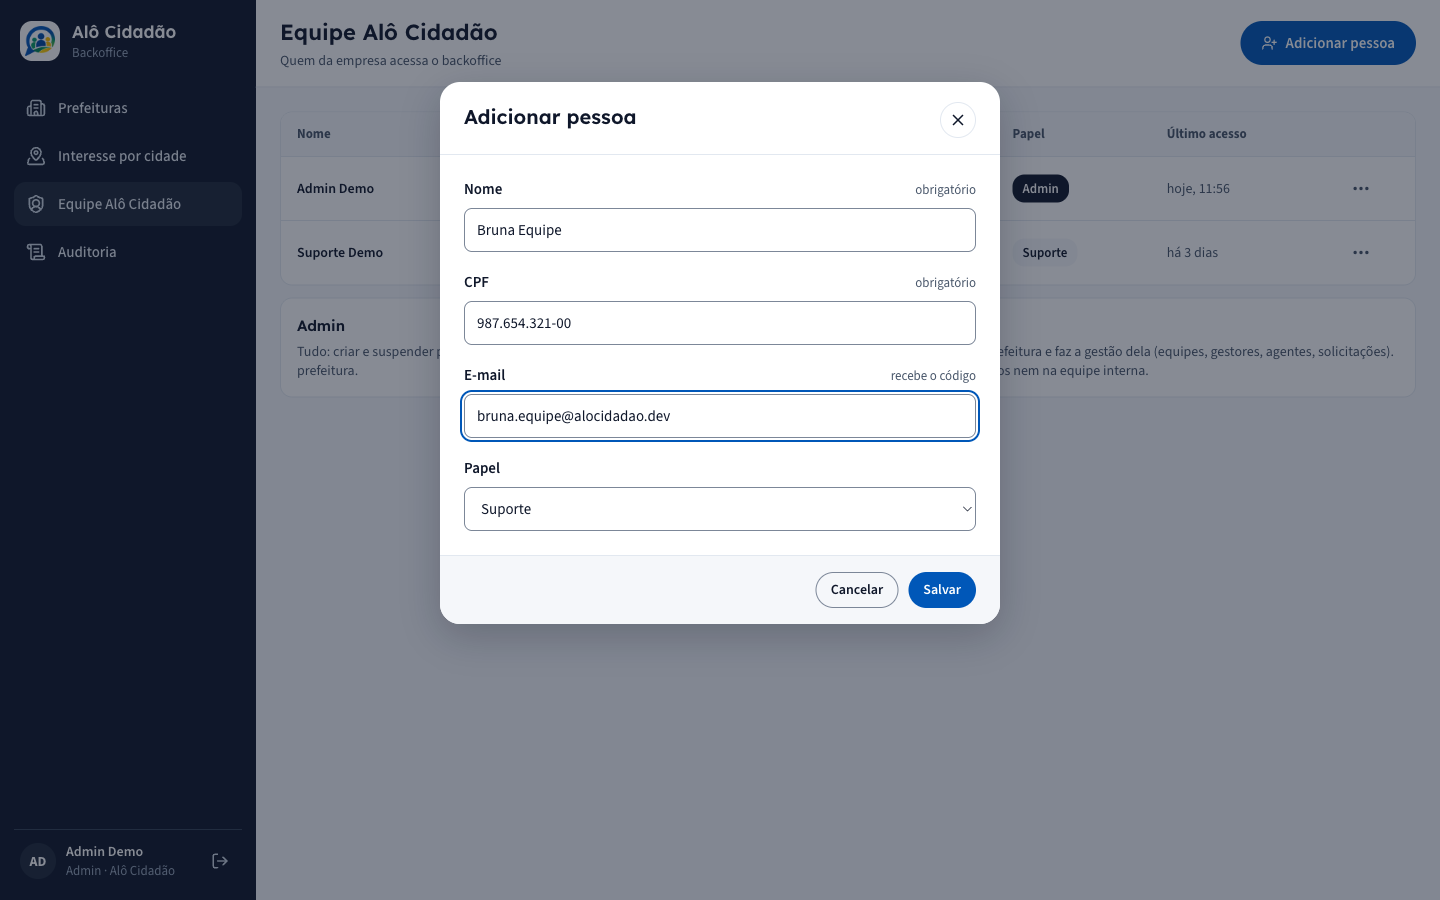 Alô Cidadão
Backoffice
Prefeituras
Interesse por cidade
Equipe Alô Cidadão
Auditoria
AD
Admin Demo
Admin · Alô Cidadão
Equipe Alô Cidadão
Quem da empresa acessa o backoffice
Adicionar pessoa
Nome
Papel
Último acesso
Admin Demo
Admin
hoje, 11:56
Suporte Demo
Suporte
há 3 dias
Admin
Tudo: criar e suspender
prefeitura.
efeitura e faz a gestão dela (equipes, gestores, agentes, solicitações).
os nem na equipe interna.
Adicionar pessoa
Nome
obrigatório
Bruna Equipe
CPF
obrigatório
987.654.321-00
E-mail
recebe o código
bruna.equipe@alocidadao.dev
Papel
Suporte
Cancelar
Salvar